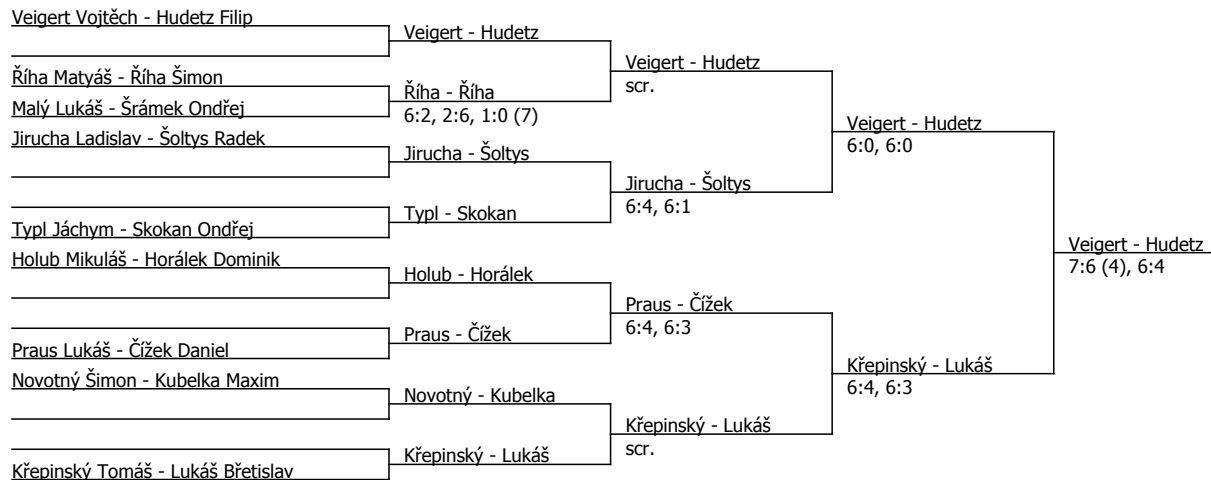 Veigert Vojtěch - Hudetz Filip
Říha Matyáš - Říha Šimon
Malý Lukáš - Šrámek Ondřej
Jirucha Ladislav - Šoltys Radek
Typl Jáchym - Skokan Ondřej
Holub Mikuláš - Horálek Dominik
Praus Lukáš - Čížek Daniel
Novotný Šimon - Kubelka Maxim
Křepinský Tomáš - Lukáš Břetislav
Veigert - Hudetz
Říha - Říha
6:2, 2:6, 1:0 (7)
Jirucha - Šoltys
Typl - Skokan
Holub - Horálek
Praus - Čížek
Novotný - Kubelka
Křepinský - Lukáš
Veigert - Hudetz
scr.
Jirucha - Šoltys
6:4, 6:1
Praus - Čížek
6:4, 6:3
Křepinský - Lukáš
scr.
Veigert - Hudetz
6:0, 6:0
Křepinský - Lukáš
6:4, 6:3
Veigert - Hudetz
7:6 (4), 6:4